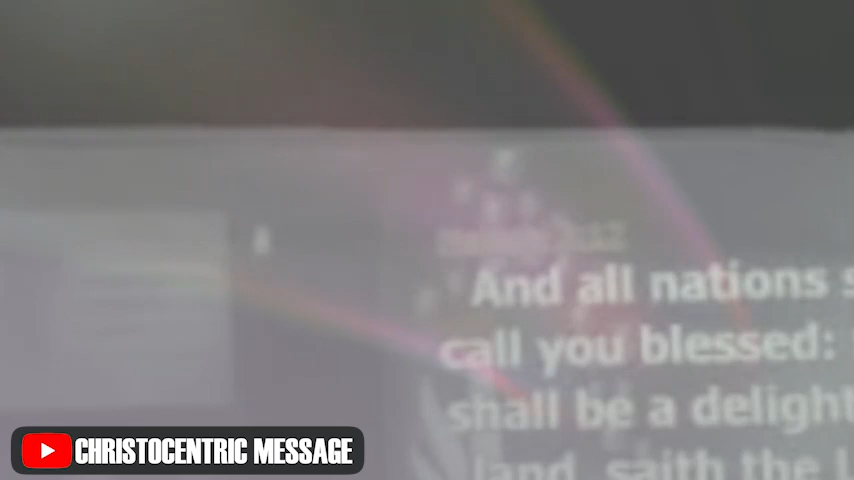 And all nations
call you blessed:
shall be a delight
land, saith the
CHRISTOCENTRIC MESSAGE